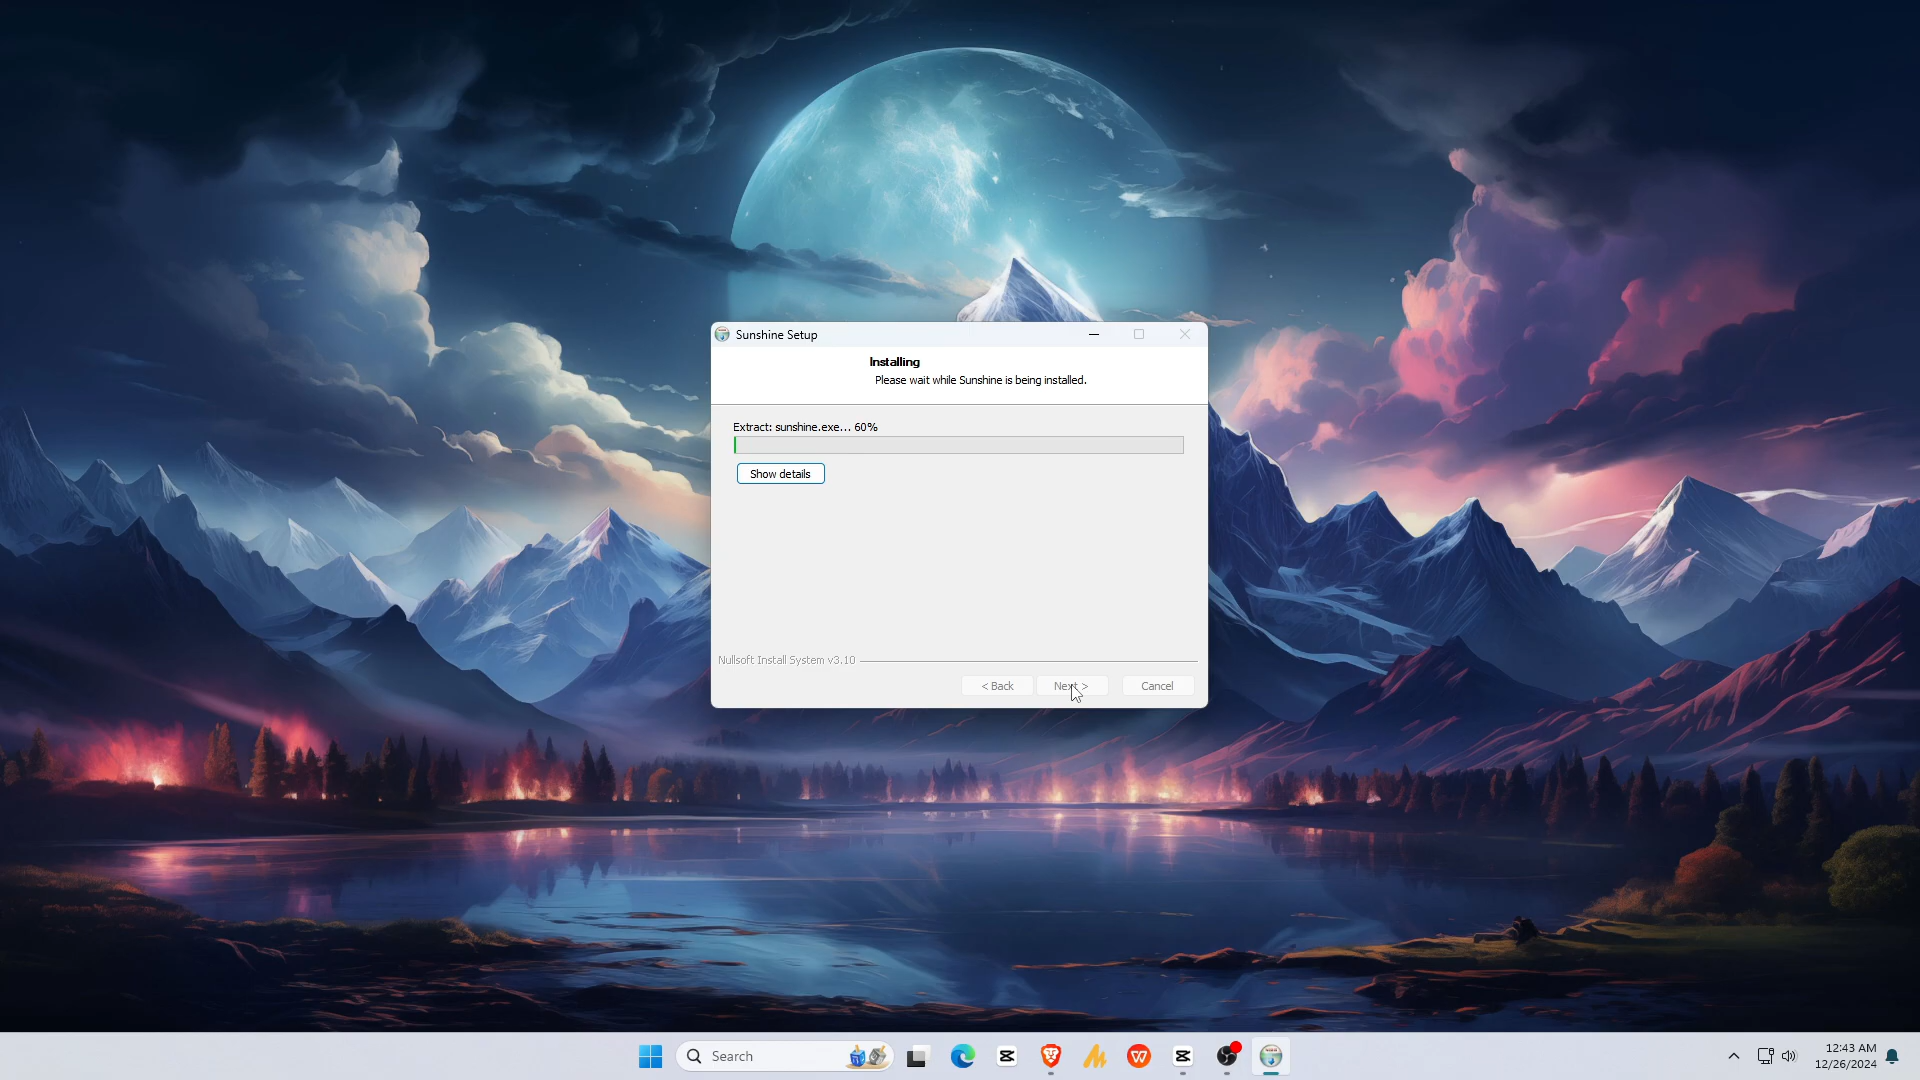 Sunshine Setup
Installing
Please wait while Sunshine is being installed.
Extract: sunshine.exe... 60%
Show details
Nullsoft Install System v3.10
< Back
Next >
Cancel
Search
12:43 AM
12/26/2024